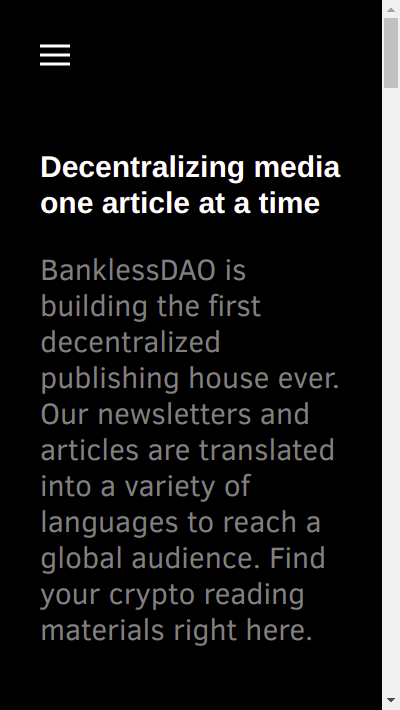 Decentralizing media
one article at a time
BanklessDAO is
building the first
decentralized
publishing house ever.
Our newsletters and
articles are translated
into a variety of
languages to reach a
global audience. Find
your crypto reading
materials right here.